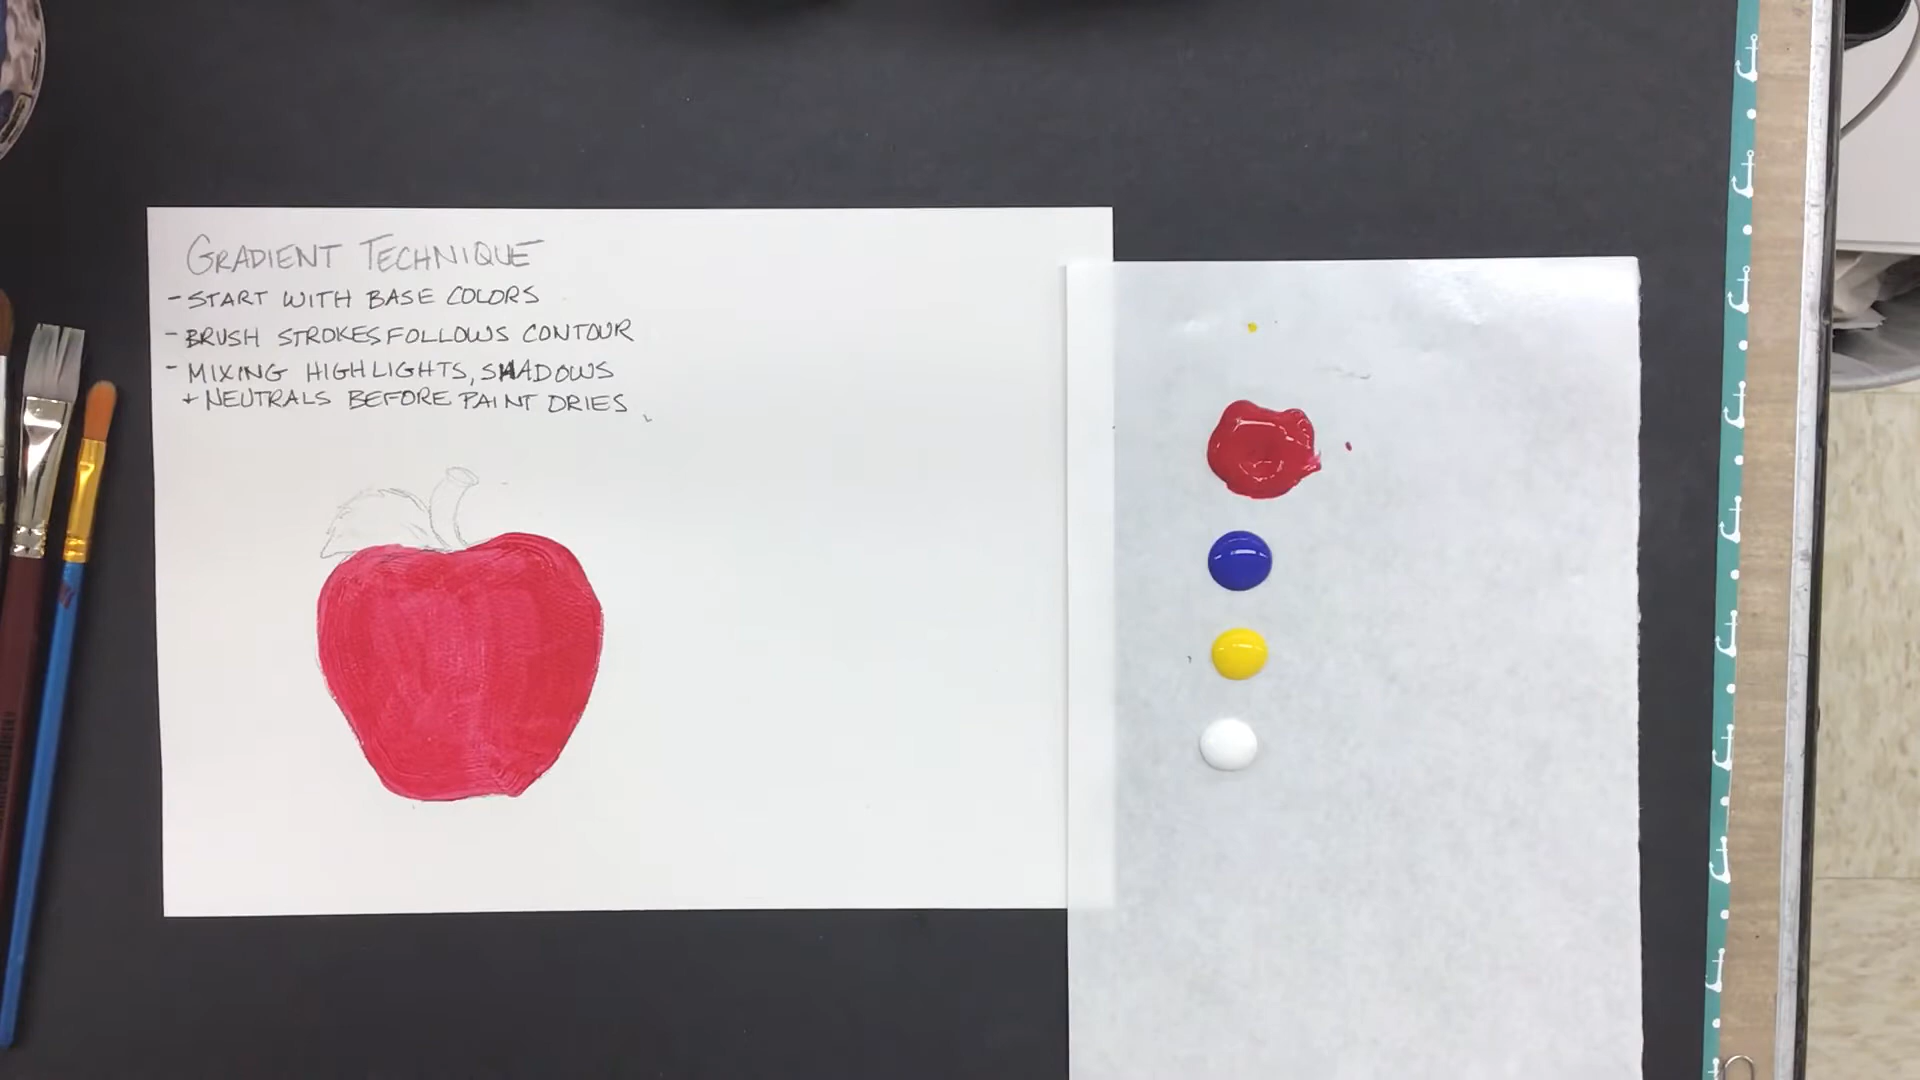 GRADIENT TECHNIQUE
- START WITH BASE COLORS
- BRUSH STROKES FOLLOWS CONTOUR
- MIXING HIGHLIGHTS, SHADOWS
+ NEUTRALS BEFORE PAINT DRIES